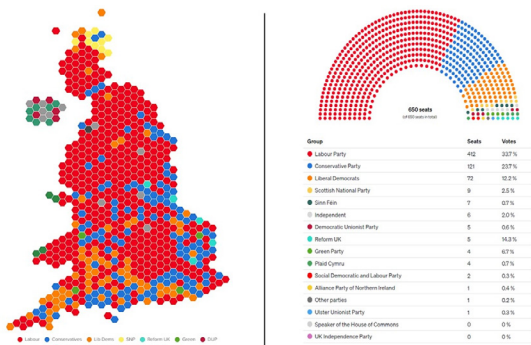 650 seats
Group Seats Votes
Labour Party 412 33.7%
Conservative Party 121 23.7%
Liberal Democrats 72 12.2%
Scottish National Party 9 2.5%
Sinn Féin 7 0.7%
Independent 6 2.0%
Democratic Unionist Party 5 0.6%
Reform UK 5 14.3%
Green Party 4 6.7%
Plaid Cymru 4 0.7%
Social Democratic and Labour Party 2 0.3%
Alliance Party of Northern Ireland 1 0.4%
Other parties 1 0.2%
Ulster Unionist Party 1 0.3%
Speaker of the House of Commons 0 0%
UK Independence Party 0 0%
Labour Conservatives Lib Dems SNP Reform UK Green DUP